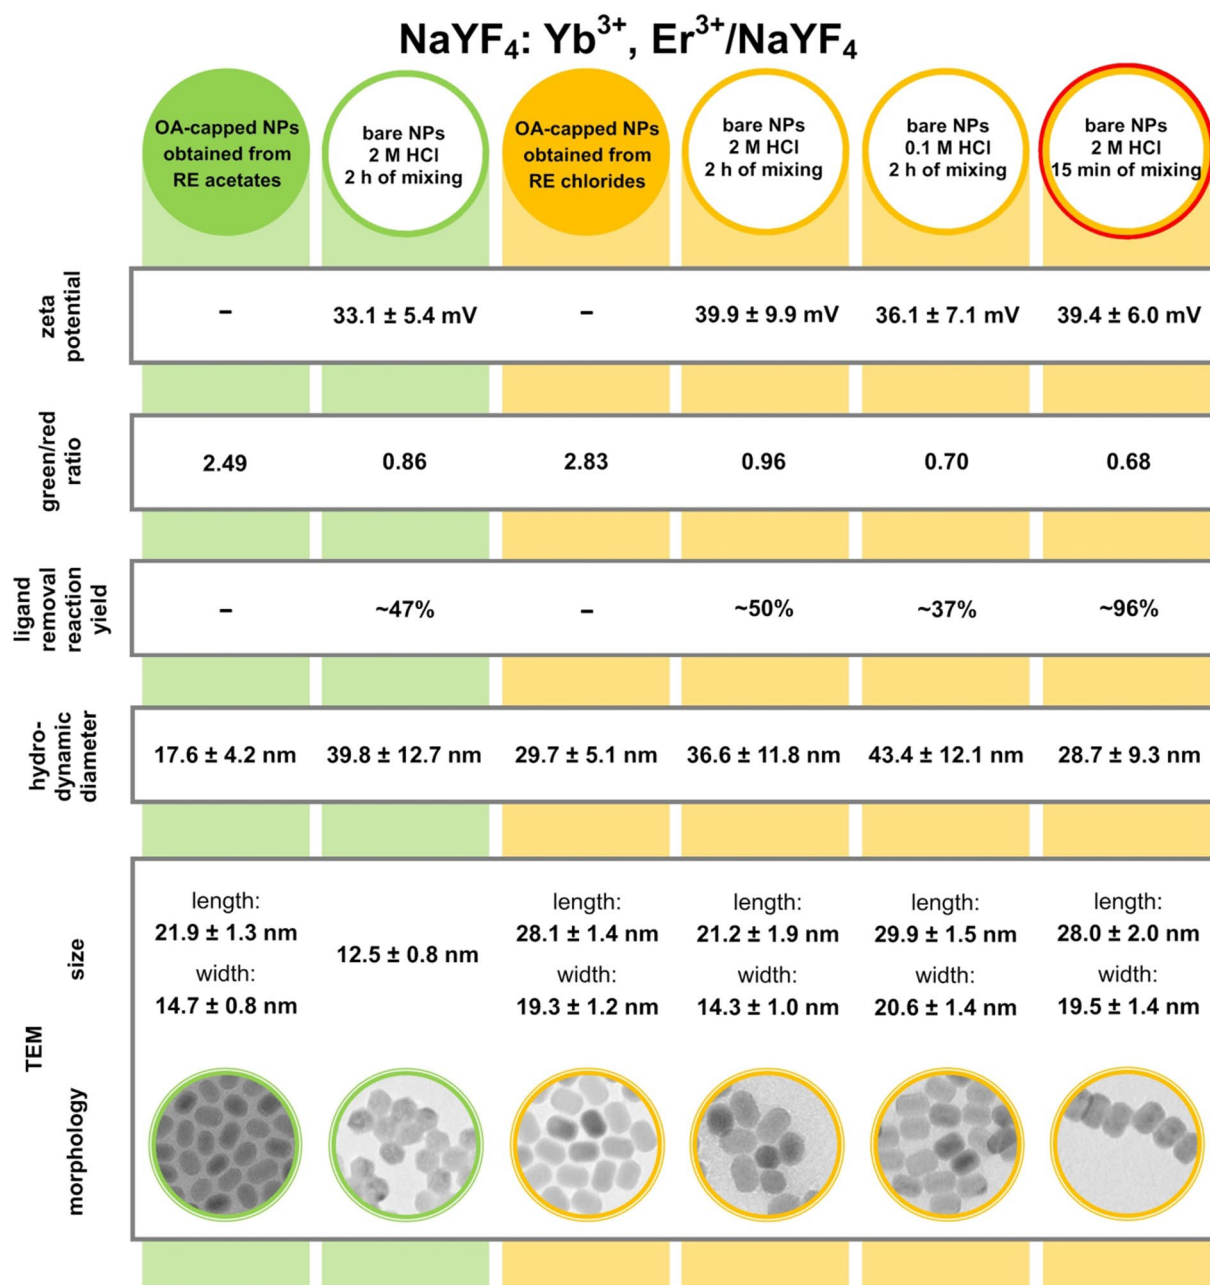 NaYF₄: Yb³⁺, Er³⁺/NaYF₄
OA-capped NPs
obtained from
RE acetates
bare NPs
2 M HCl
2 h of mixing
OA-capped NPs
obtained from
RE chlorides
bare NPs
2 M HCl
2 h of mixing
bare NPs
0.1 M HCl
2 h of mixing
bare NPs
2 M HCl
15 min of mixing
zeta
potential
–
33.1 ± 5.4 mV
–
39.9 ± 9.9 mV
36.1 ± 7.1 mV
39.4 ± 6.0 mV
green/red
ratio
2.49
0.86
2.83
0.96
0.70
0.68
ligand
removal
reaction
yield
–
~47%
–
~50%
~37%
~96%
hydro-
dynamic
diameter
17.6 ± 4.2 nm
39.8 ± 12.7 nm
29.7 ± 5.1 nm
36.6 ± 11.8 nm
43.4 ± 12.1 nm
28.7 ± 9.3 nm
TEM
size
length:
21.9 ± 1.3 nm
width:
14.7 ± 0.8 nm
12.5 ± 0.8 nm
length:
28.1 ± 1.4 nm
width:
19.3 ± 1.2 nm
length:
21.2 ± 1.9 nm
width:
14.3 ± 1.0 nm
length:
29.9 ± 1.5 nm
width:
20.6 ± 1.4 nm
length:
28.0 ± 2.0 nm
width:
19.5 ± 1.4 nm
morphology